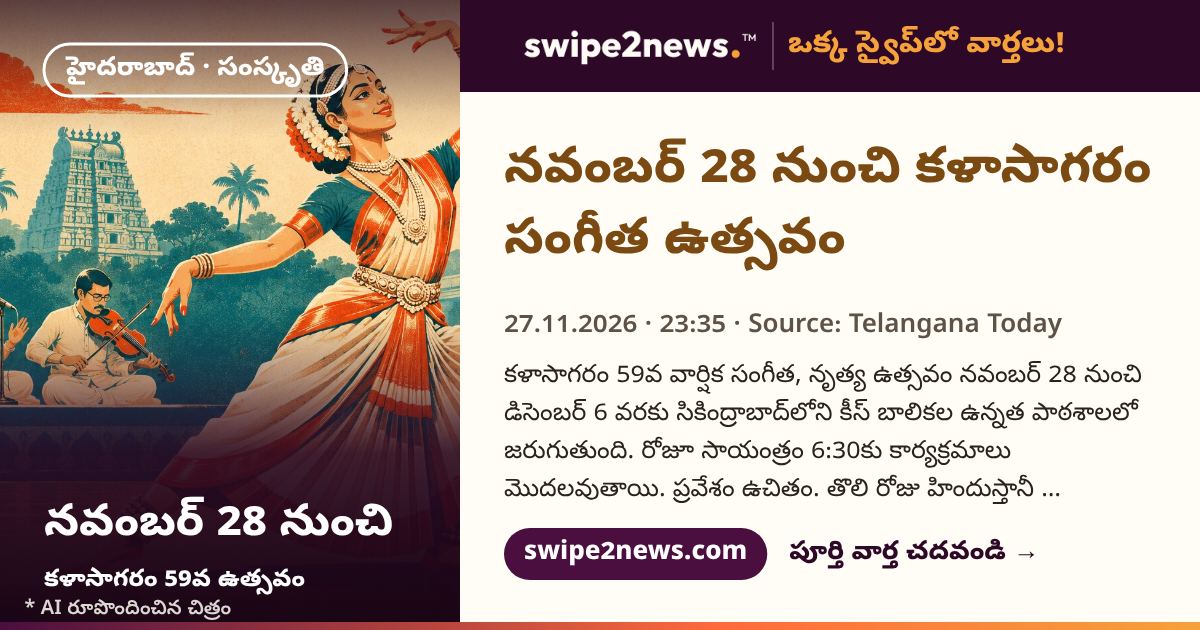 హైదరాబాద్ · సంస్కృతి
నవంబర్ 28 నుంచి
కళాసాగరం 59వ ఉత్సవం
* AI రూపొందించిన చిత్రం
swipe2news.™ ఒక్క స్వైప్‌లో వార్తలు!
నవంబర్ 28 నుంచి కళాసాగరం
సంగీత ఉత్సవం
27.11.2026 · 23:35 · Source: Telangana Today
కళాసాగరం 59వ వార్షిక సంగీత, నృత్య ఉత్సవం నవంబర్ 28 నుంచి
డిసెంబర్ 6 వరకు సికింద్రాబాద్‌లోని కీస్ బాలికల ఉన్నత పాఠశాలలో
జరుగుతుంది. రోజూ సాయంత్రం 6:30కు కార్యక్రమాలు
మొదలవుతాయి. ప్రవేశం ఉచితం. తొలి రోజు హిందుస్తానీ ...
swipe2news.com పూర్తి వార్త చదవండి →